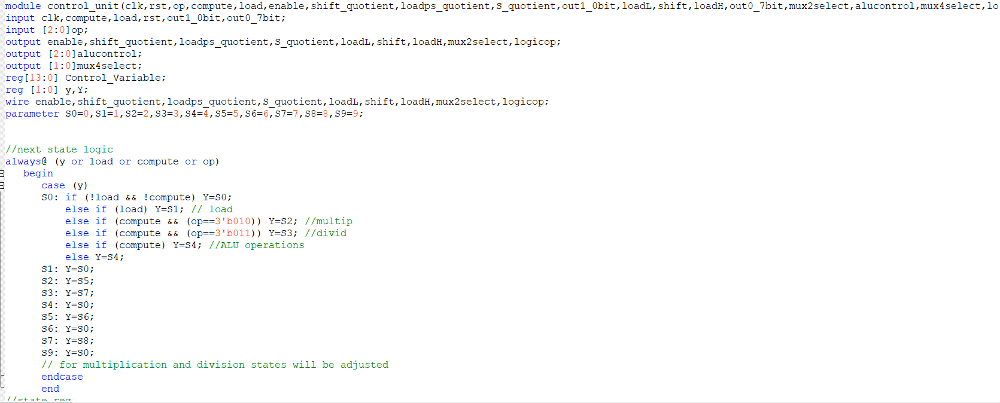 module control_unit(clk,rst,op,compute,load,enable,shift_quotient,loadps_quotient,S_quotient,out1_0bit,loadL,shift,loadH,out0_7bit,mux2select,alucontrol,mux4select,lo
input clk,compute,load,rst,out1_0bit,out0_7bit;
input [2:0]op;
output enable,shift_quotient,loadps_quotient,S_quotient,loadL,shift,loadH,mux2select,logicop;
output [2:0]alucontrol;
output [1:0]mux4select;
reg[13:0] Control_Variable;
reg [1:0] y,Y;
wire enable,shift_quotient,loadps_quotient,S_quotient,loadL,shift,loadH,mux2select,logicop;
parameter S0=0,S1=1,S2=2,S3=3,S4=4,S5=5,S6=6,S7=7,S8=8,S9=9;
//next state logic
always@ (y or load or compute or op)
begin
case (y)
S0: if (!load && !compute) Y=S0;
else if (load) Y=S1; // load
else if (compute && (op==3'b010)) Y=S2; //multip
else if (compute && (op==3'b011)) Y=S3; //divid
else if (compute) Y=S4; //ALU operations
else Y=S4;
S1: Y=S0;
S2: Y=S5;
S3: Y=S7;
S4: Y=S0;
S5: Y=S6;
S6: Y=S0;
S7: Y=S8;
S9: Y=S0;
// for multiplication and division states will be adjusted
endcase
end
//state reg